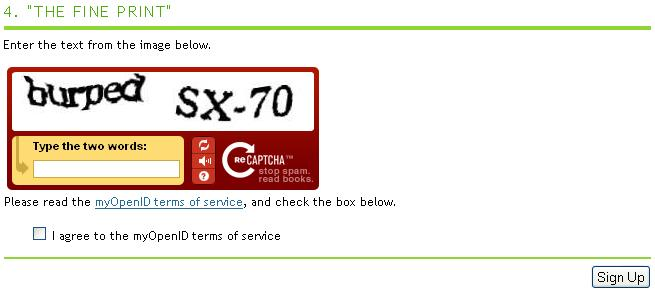 4. "THE FINE PRINT"
Enter the text from the image below.
burped SX-70
Type the two words:
reCAPTCHA™
stop spam.
read books.
Please read the myOpenID terms of service, and check the box below.
I agree to the myOpenID terms of service
Sign Up